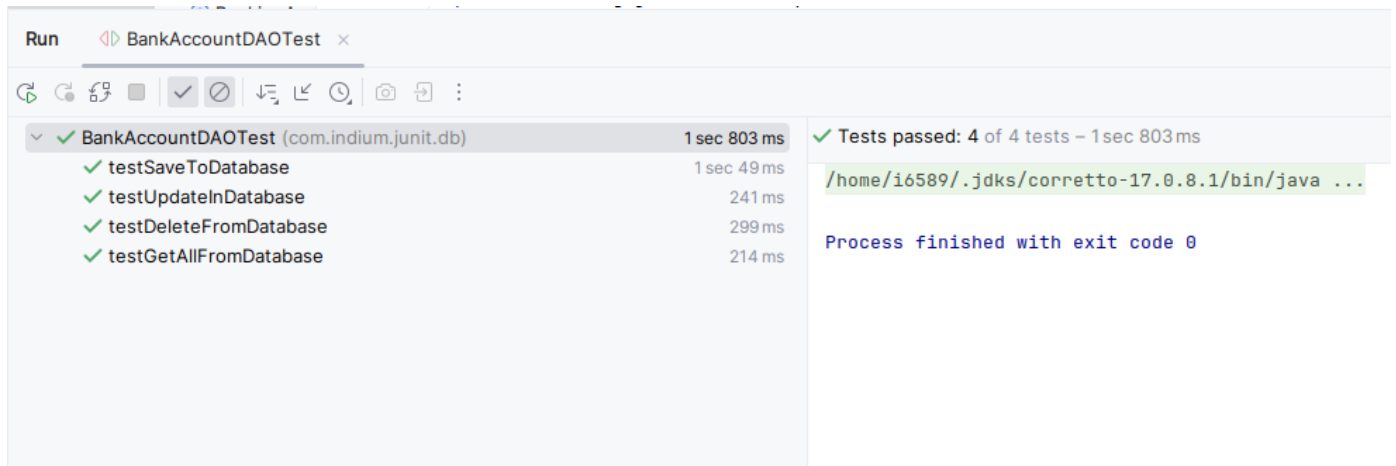 Run BankAccountDAOTest ×
BankAccountDAOTest (com.indium.junit.db) 1 sec 803 ms
testSaveToDatabase 1 sec 49 ms
testUpdateInDatabase 241 ms
testDeleteFromDatabase 299 ms
testGetAllFromDatabase 214 ms
Tests passed: 4 of 4 tests – 1 sec 803 ms
/home/i6589/.jdks/corretto-17.0.8.1/bin/java ...
Process finished with exit code 0